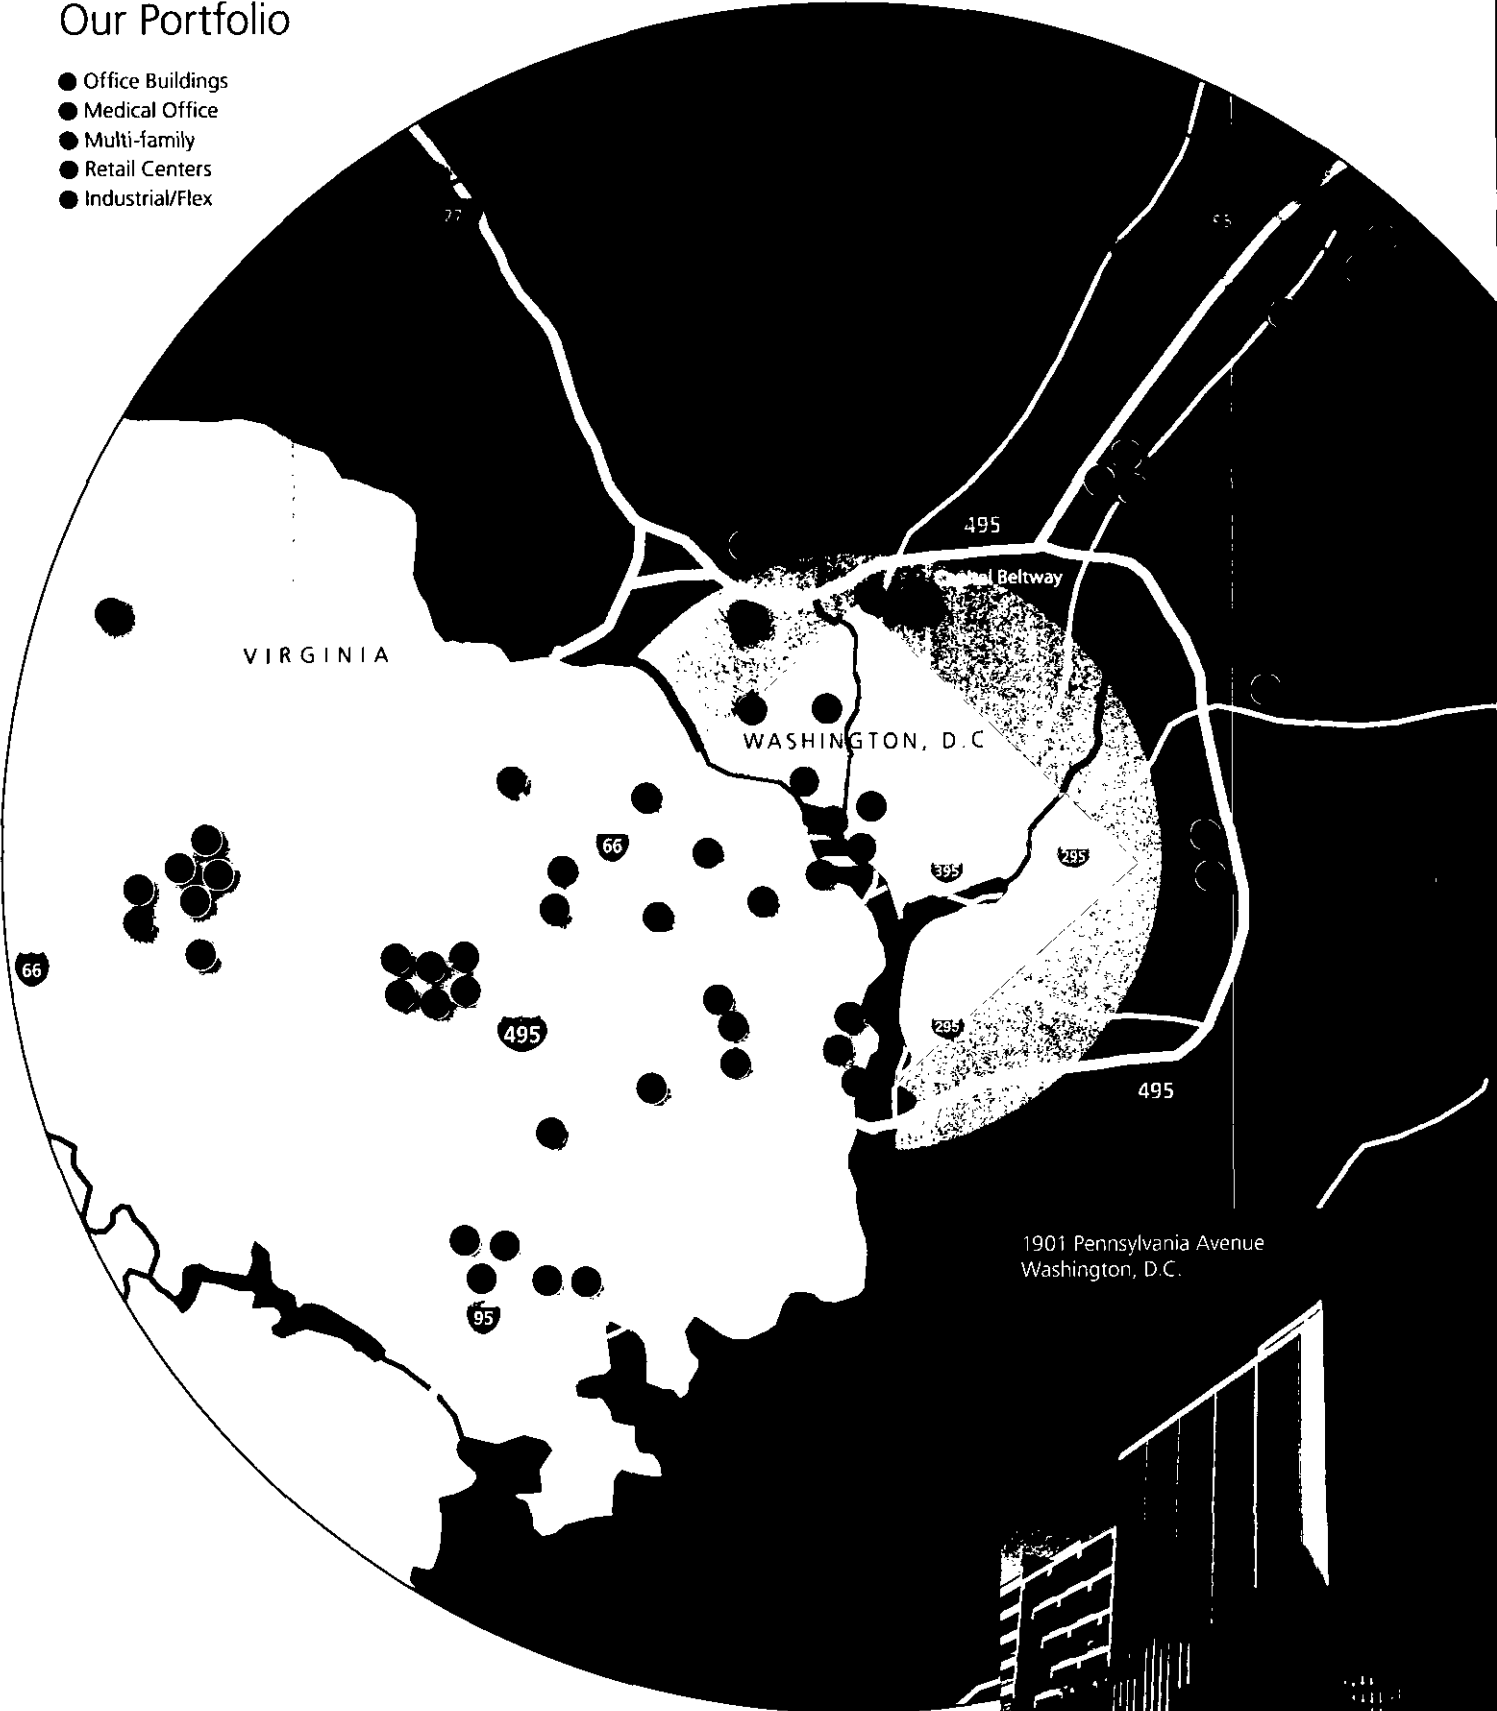 Our Portfolio
Office Buildings
Medical Office
Multi-family
Retail Centers
Industrial/Flex
495
Beltway
VIRGINIA
WASHINGTON, D.C
66
395
295
66
495
295
495
1901 Pennsylvania Avenue
Washington, D.C.
95